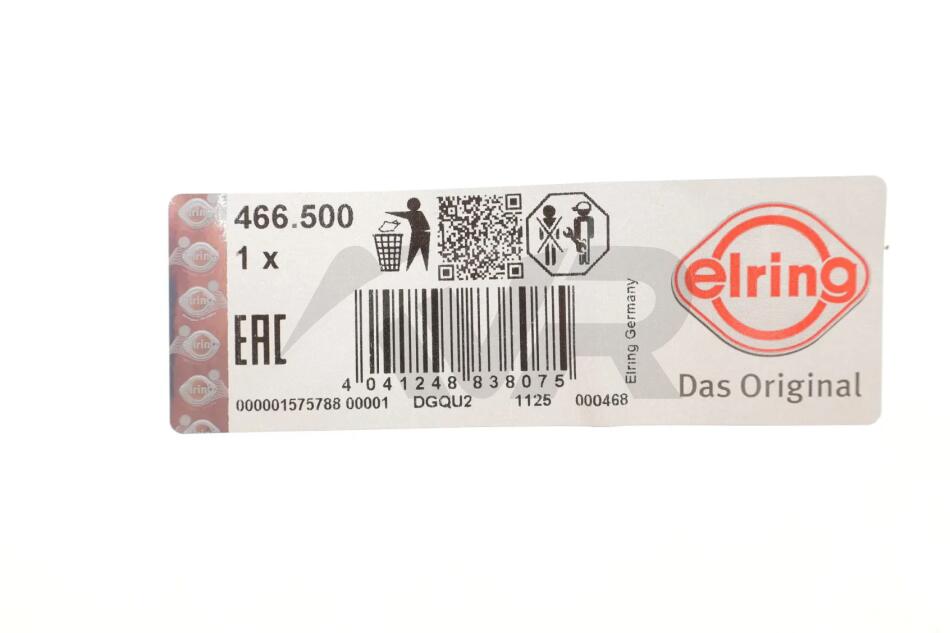 466.500
1 x
EAC
4 041248 838075
000001575788 00001 DGQU2 1125 000468
Elring Germany
elring
Das Original